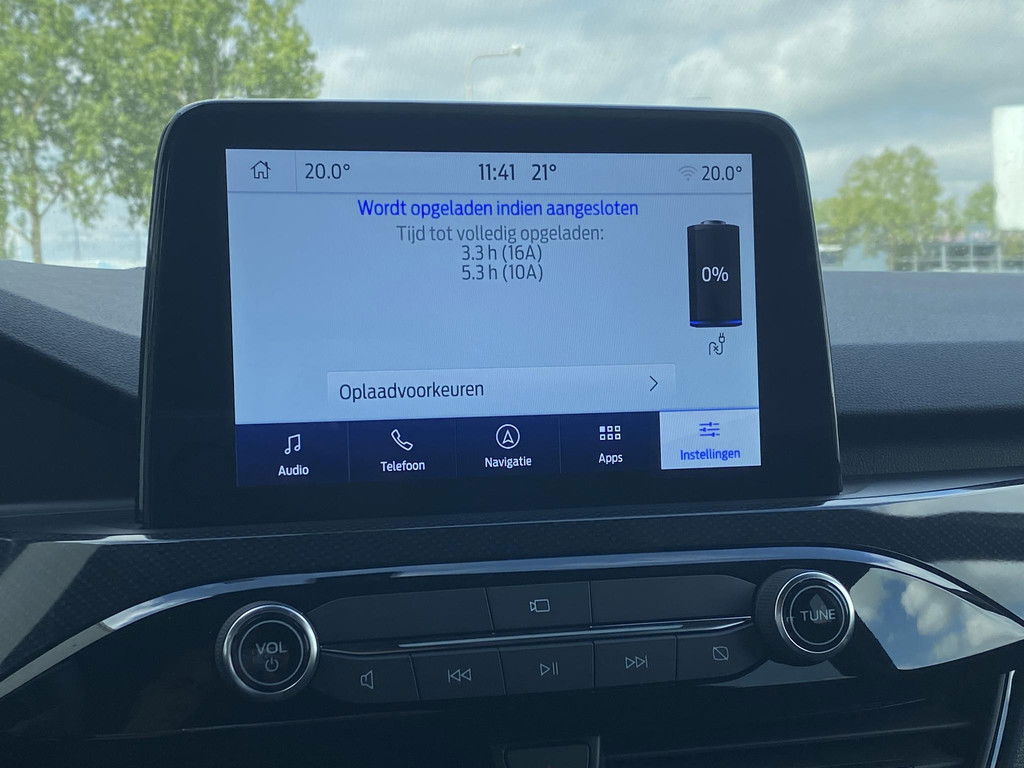 20.0° 11:41 21° 20.0°
Wordt opgeladen indien aangesloten
Tijd tot volledig opgeladen:
3.3 h (16A)
5.3 h (10A)
0%
Oplaadvoorkeuren
Audio Telefoon Navigatie Apps Instellingen
VOL
TUNE